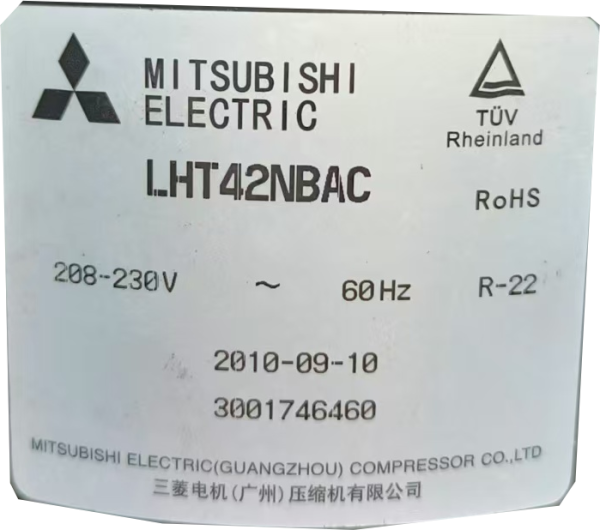 MITSUBISHI
ELECTRIC
TÜV
Rheinland
LHT42NBAC
RoHS
208-230V ~ 60Hz R-22
2010-09-10
3001746460
MITSUBISHI ELECTRIC(GUANGZHOU) COMPRESSOR CO.,LTD
三菱电机(广州)压缩机有限公司